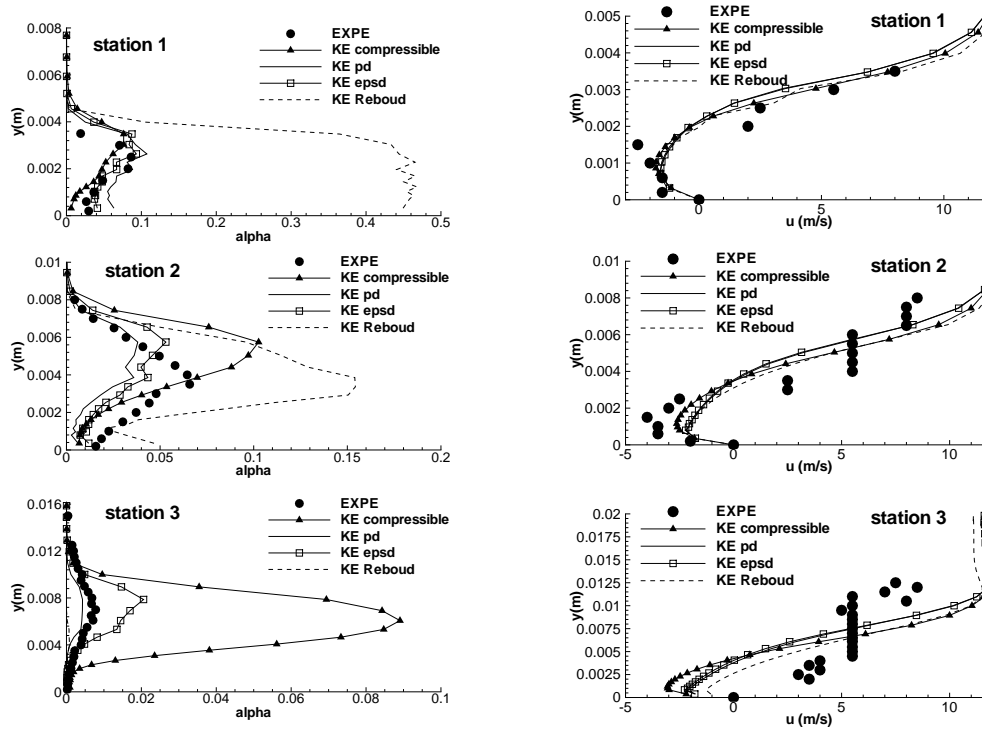 station 1
EXPE
KE compressible
KE pd
KE epsd
KE Reboud
y(m)
0.008
0.006
0.004
0.002
0
0 0.1 0.2 0.3 0.4 0.5
alpha
station 1
EXPE
KE compressible
KE pd
KE epsd
KE Reboud
y(m)
0.005
0.004
0.003
0.002
0.001
0
0 5 10
u (m/s)
station 2
EXPE
KE compressible
KE pd
KE epsd
KE Reboud
y(m)
0.01
0.008
0.006
0.004
0.002
0
0 0.05 0.1 0.15 0.2
alpha
station 2
EXPE
KE compressible
KE pd
KE epsd
KE Reboud
y(m)
0.01
0.008
0.006
0.004
0.002
0
-5 0 5 10
u (m/s)
station 3
EXPE
KE compressible
KE pd
KE epsd
KE Reboud
y(m)
0.016
0.012
0.008
0.004
0
0 0.02 0.04 0.06 0.08 0.1
alpha
station 3
EXPE
KE compressible
KE pd
KE epsd
KE Reboud
y(m)
0.02
0.0175
0.015
0.0125
0.01
0.0075
0.005
0.0025
0
-5 0 5 10
u (m/s)